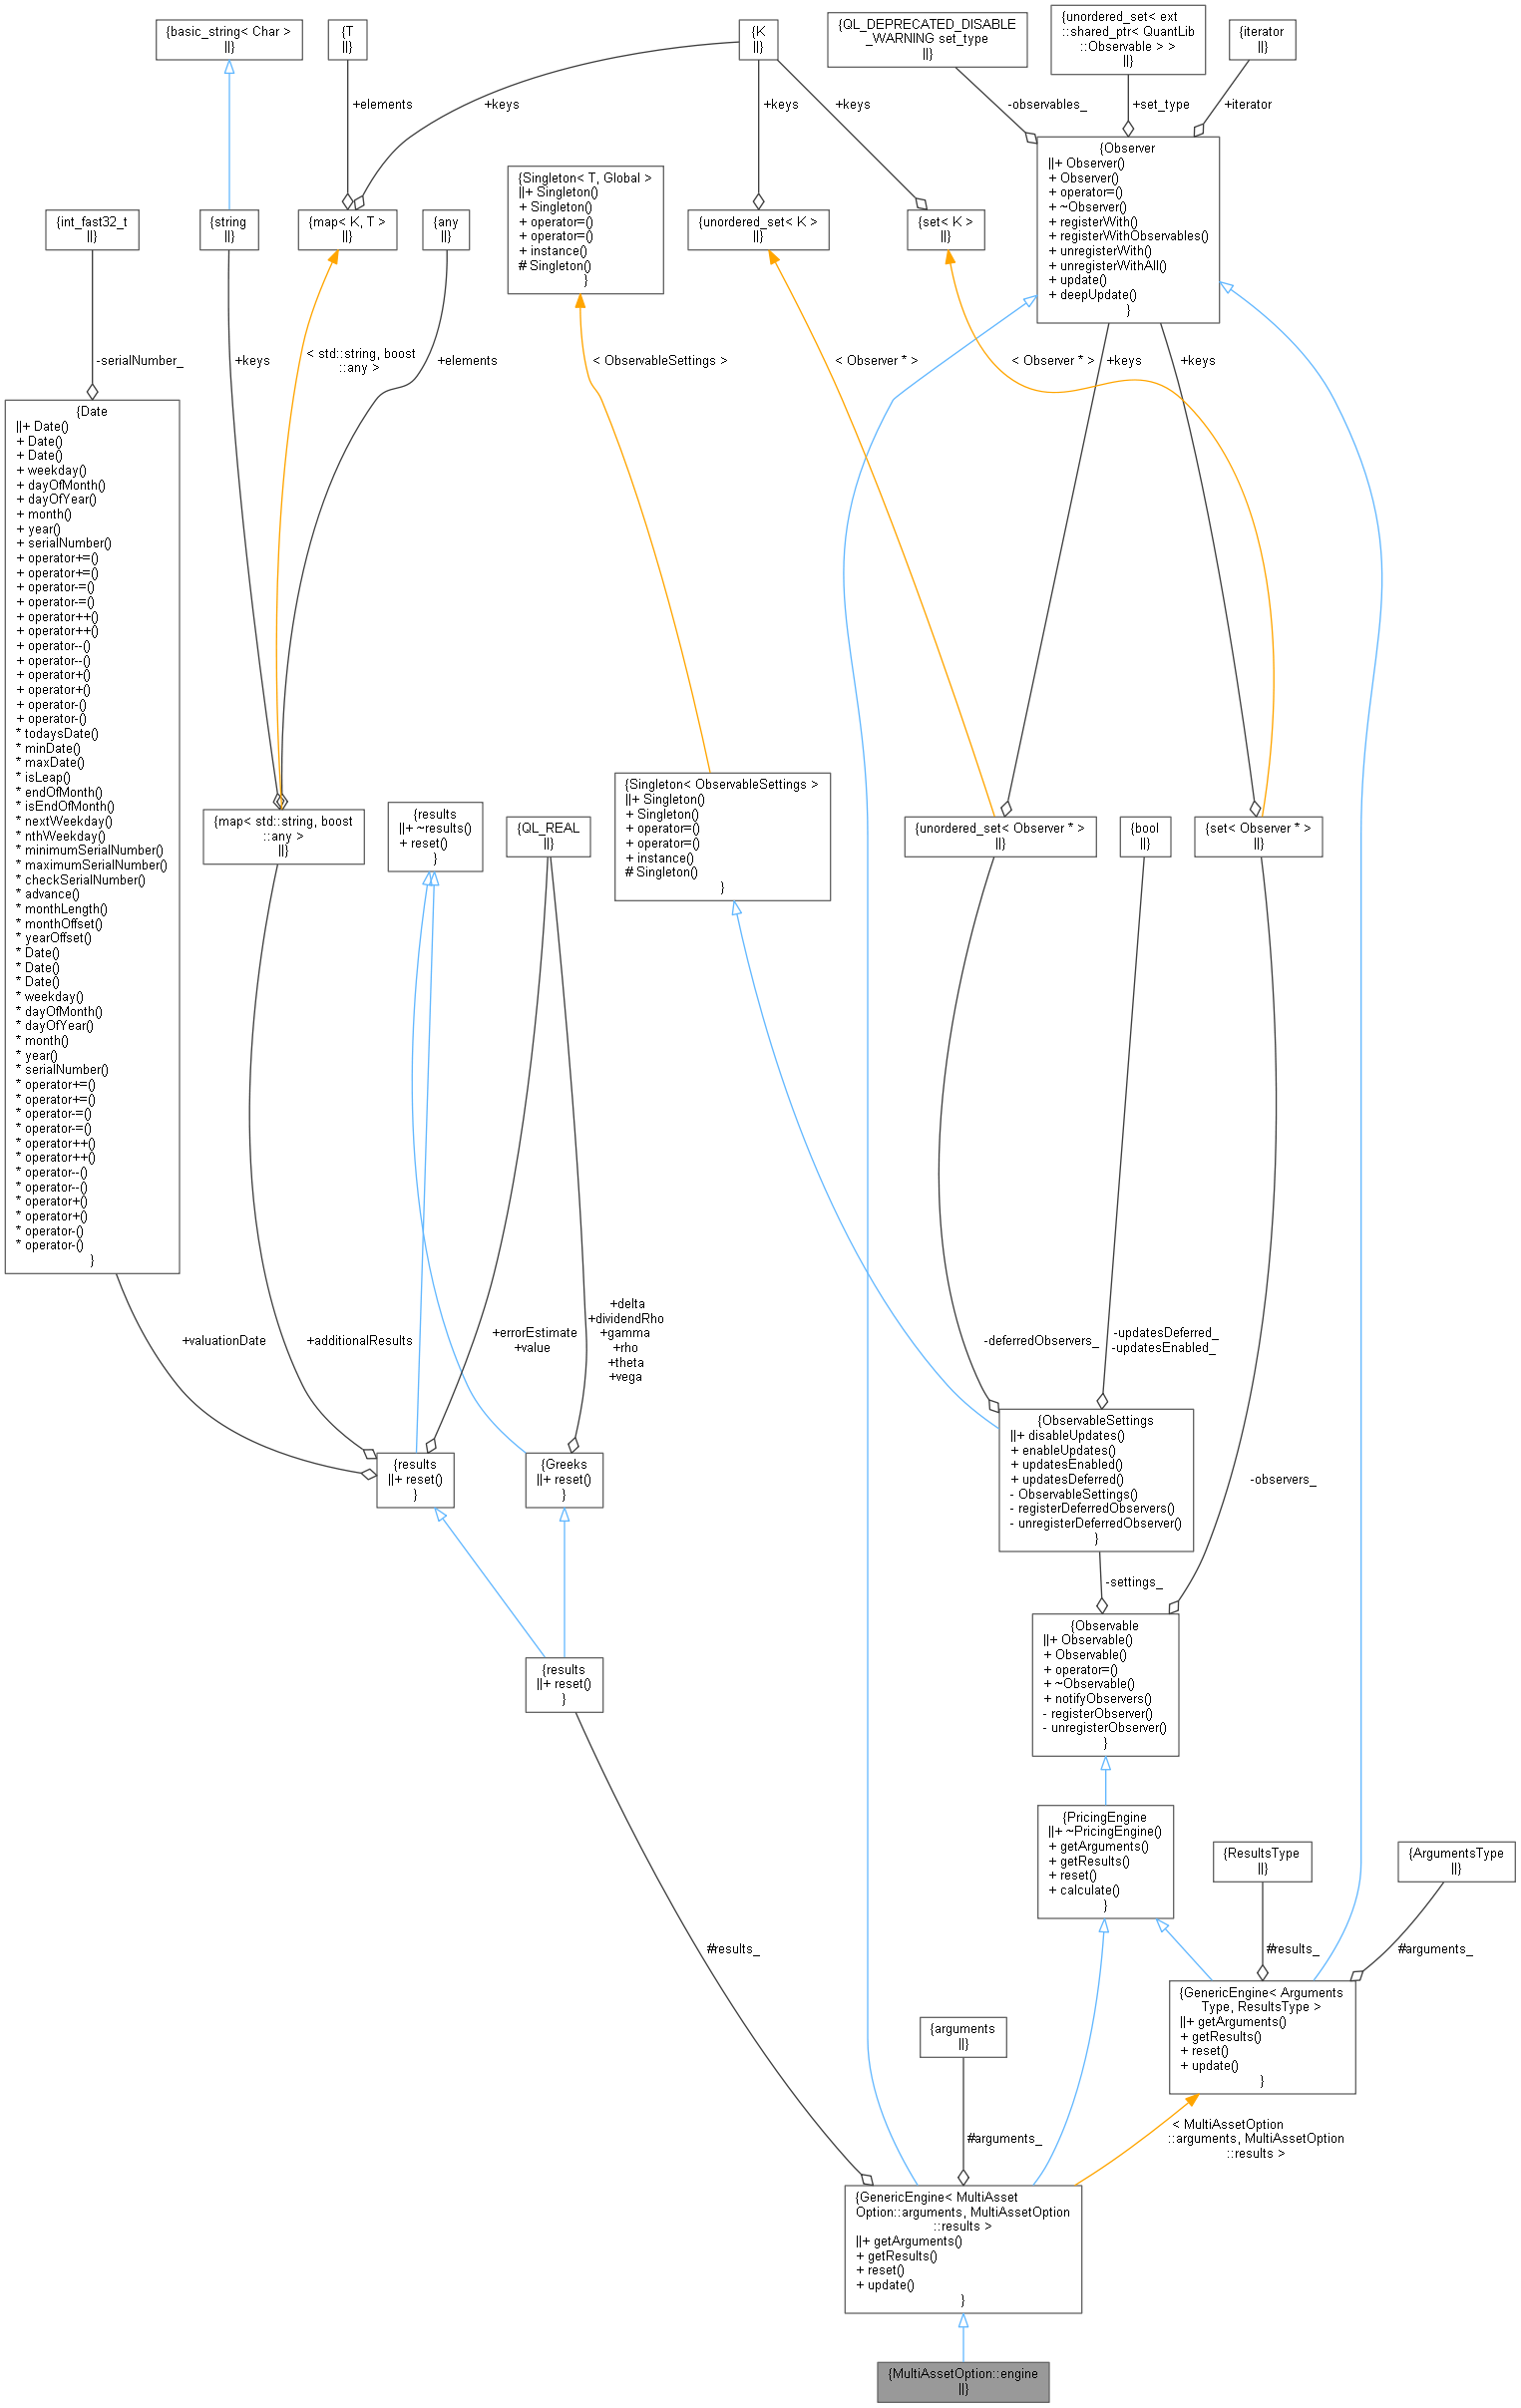 {basic_string< Char >
||}
{T
||}
{K
||}
{QL_DEPRECATED_DISABLE
_WARNING set_type
||}
{unordered_set< ext
::shared_ptr< QuantLib
::Observable > >
||}
{iterator
||}
+elements
+keys
+keys
+keys
-observables_
+set_type
+iterator
{int_fast32_t
||}
{string
||}
{map< K, T >
||}
{any
||}
{Singleton< T, Global >
||+ Singleton()
+ Singleton()
+ operator=()
+ operator=()
+ instance()
# Singleton()
}
{unordered_set< K >
||}
{set< K >
||}
{Observer
||+ Observer()
+ Observer()
+ operator=()
+ ~Observer()
+ registerWith()
+ registerWithObservables()
+ unregisterWith()
+ unregisterWithAll()
+ update()
+ deepUpdate()
}
-serialNumber_
+keys
< std::string, boost
::any >
+elements
< ObservableSettings >
< Observer * >
< Observer * >
+keys
+keys
{Date
||+ Date()
+ Date()
+ Date()
+ weekday()
+ dayOfMonth()
+ dayOfYear()
+ month()
+ year()
+ serialNumber()
+ operator+=()
+ operator+=()
+ operator-=()
+ operator-=()
+ operator++()
+ operator++()
+ operator--()
+ operator--()
+ operator+()
+ operator+()
+ operator-()
+ operator-()
* todaysDate()
* minDate()
* maxDate()
* isLeap()
* endOfMonth()
* isEndOfMonth()
* nextWeekday()
* nthWeekday()
* minimumSerialNumber()
* maximumSerialNumber()
* checkSerialNumber()
* advance()
* monthLength()
* monthOffset()
* yearOffset()
* Date()
* Date()
* Date()
* weekday()
* dayOfMonth()
* dayOfYear()
* month()
* year()
* serialNumber()
* operator+=()
* operator+=()
* operator-=()
* operator-=()
* operator++()
* operator++()
* operator--()
* operator--()
* operator+()
* operator+()
* operator-()
* operator-()
}
{map< std::string, boost
::any >
||}
{results
||+ ~results()
+ reset()
}
{QL_REAL
||}
{Singleton< ObservableSettings >
||+ Singleton()
+ Singleton()
+ operator=()
+ operator=()
+ instance()
# Singleton()
}
{unordered_set< Observer * >
||}
{bool
||}
{set< Observer * >
||}
+valuationDate
+additionalResults
+errorEstimate
+value
+delta
+dividendRho
+gamma
+rho
+theta
+vega
-deferredObservers_
-updatesDeferred_
-updatesEnabled_
{results
||+ reset()
}
{Greeks
||+ reset()
}
{ObservableSettings
||+ disableUpdates()
+ enableUpdates()
+ updatesEnabled()
+ updatesDeferred()
- ObservableSettings()
- registerDeferredObservers()
- unregisterDeferredObserver()
}
-observers_
-settings_
{results
||+ reset()
}
{Observable
||+ Observable()
+ Observable()
+ operator=()
+ ~Observable()
+ notifyObservers()
- registerObserver()
- unregisterObserver()
}
{PricingEngine
||+ ~PricingEngine()
+ getArguments()
+ getResults()
+ reset()
+ calculate()
}
{ResultsType
||}
{ArgumentsType
||}
#results_
#results_
#arguments_
{arguments
||}
{GenericEngine< Arguments
Type, ResultsType >
||+ getArguments()
+ getResults()
+ reset()
+ update()
}
#arguments_
< MultiAssetOption
::arguments, MultiAssetOption
::results >
{GenericEngine< MultiAsset
Option::arguments, MultiAssetOption
::results >
||+ getArguments()
+ getResults()
+ reset()
+ update()
}
{MultiAssetOption::engine
||}